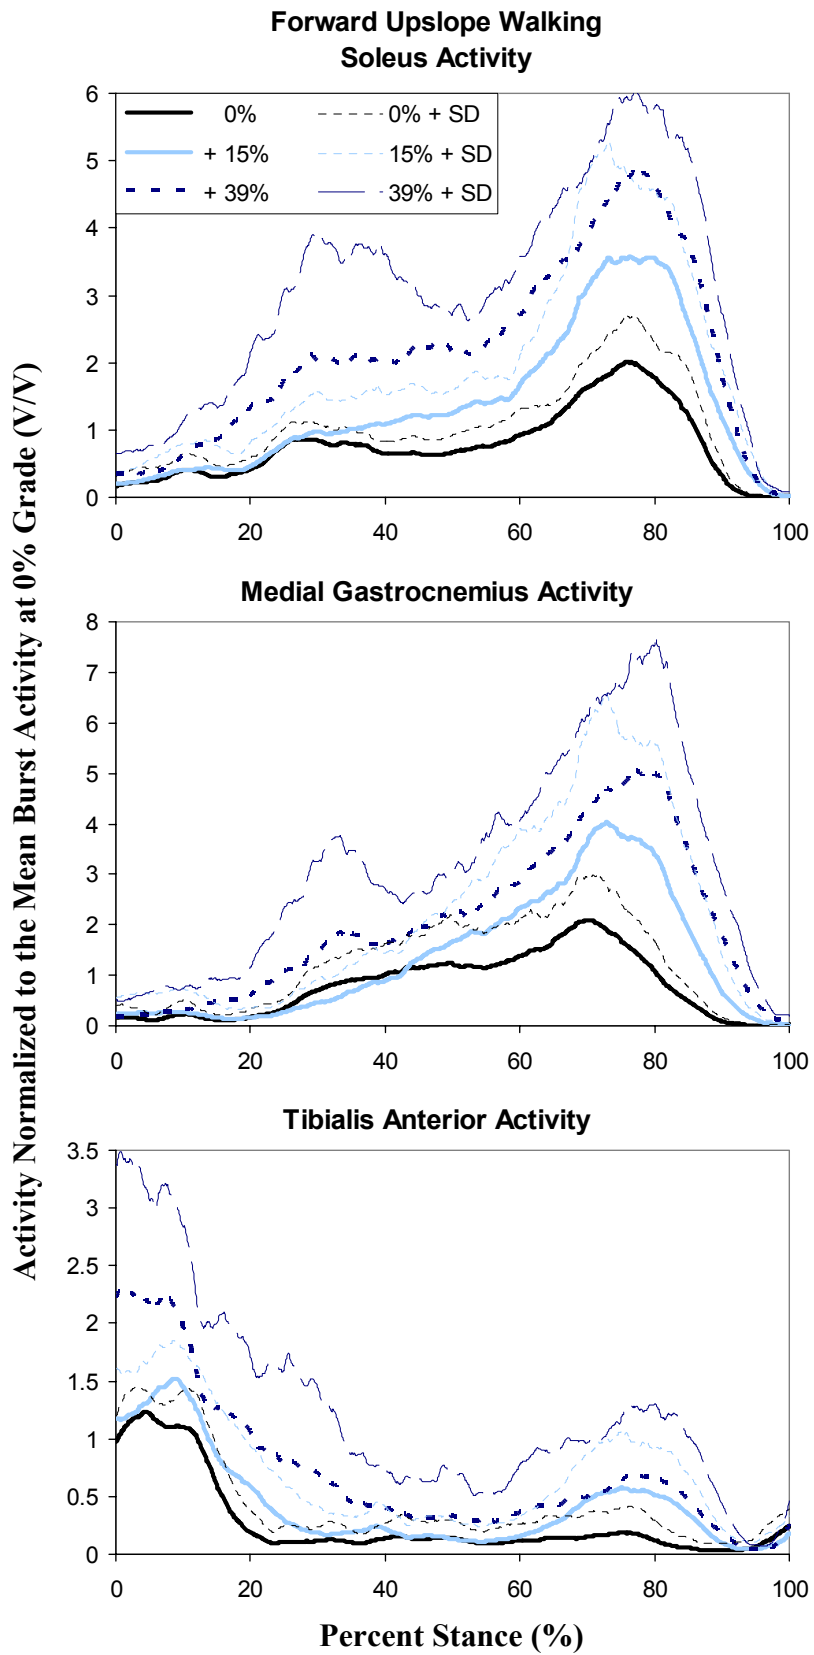 Forward Upslope Walking
Soleus Activity
6
5
4
3
2
1
0
0% 0% + SD
+ 15% 15% + SD
+ 39% 39% + SD
0 20 40 60 80 100
Medial Gastrocnemius Activity
8
7
6
5
4
3
2
1
0
0 20 40 60 80 100
Tibialis Anterior Activity
3.5
3
2.5
2
1.5
1
0.5
0
0 20 40 60 80 100
Percent Stance (%)
Activity Normalized to the Mean Burst Activity at 0% Grade (V/V)